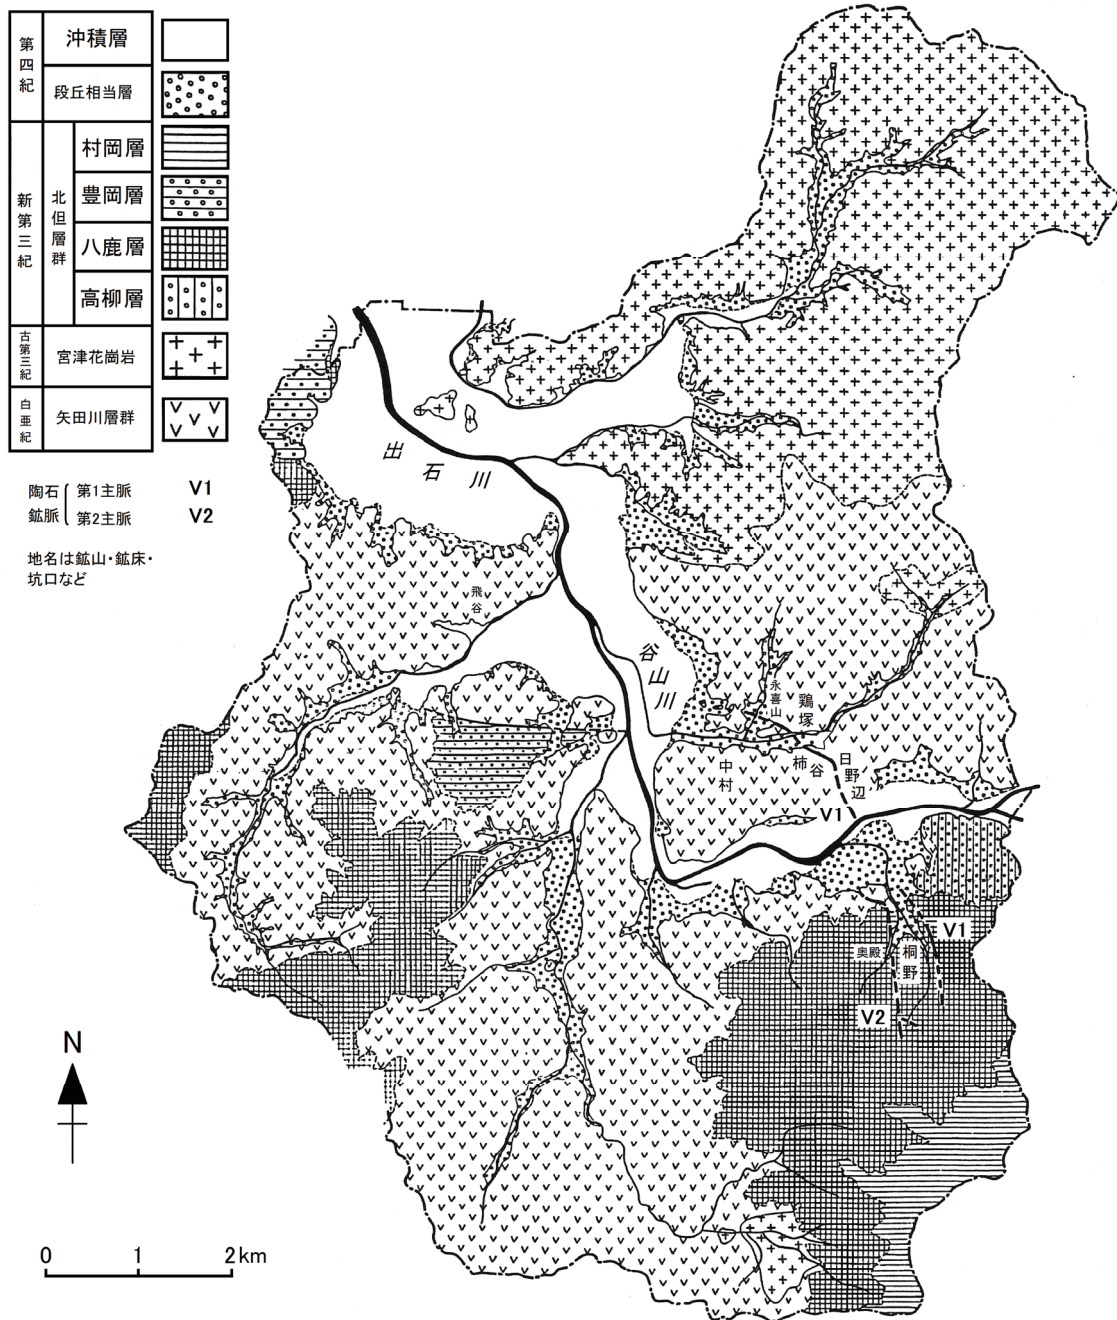 第四紀
沖積層
段丘相当層
新第三紀
北但層群
村岡層
豊岡層
八鹿層
高柳層
古第三紀
宮津花崗岩
白亜紀
矢田川層群
陶石鉱脈
第1主脈 V1
第2主脈 V2
地名は鉱山・鉱床・
坑口など
出石川
飛谷
谷山川
永喜山
鶏塚
中村
柿谷
日野辺
V1
V1
奥殿
桐野
V2
N
0 1 2km